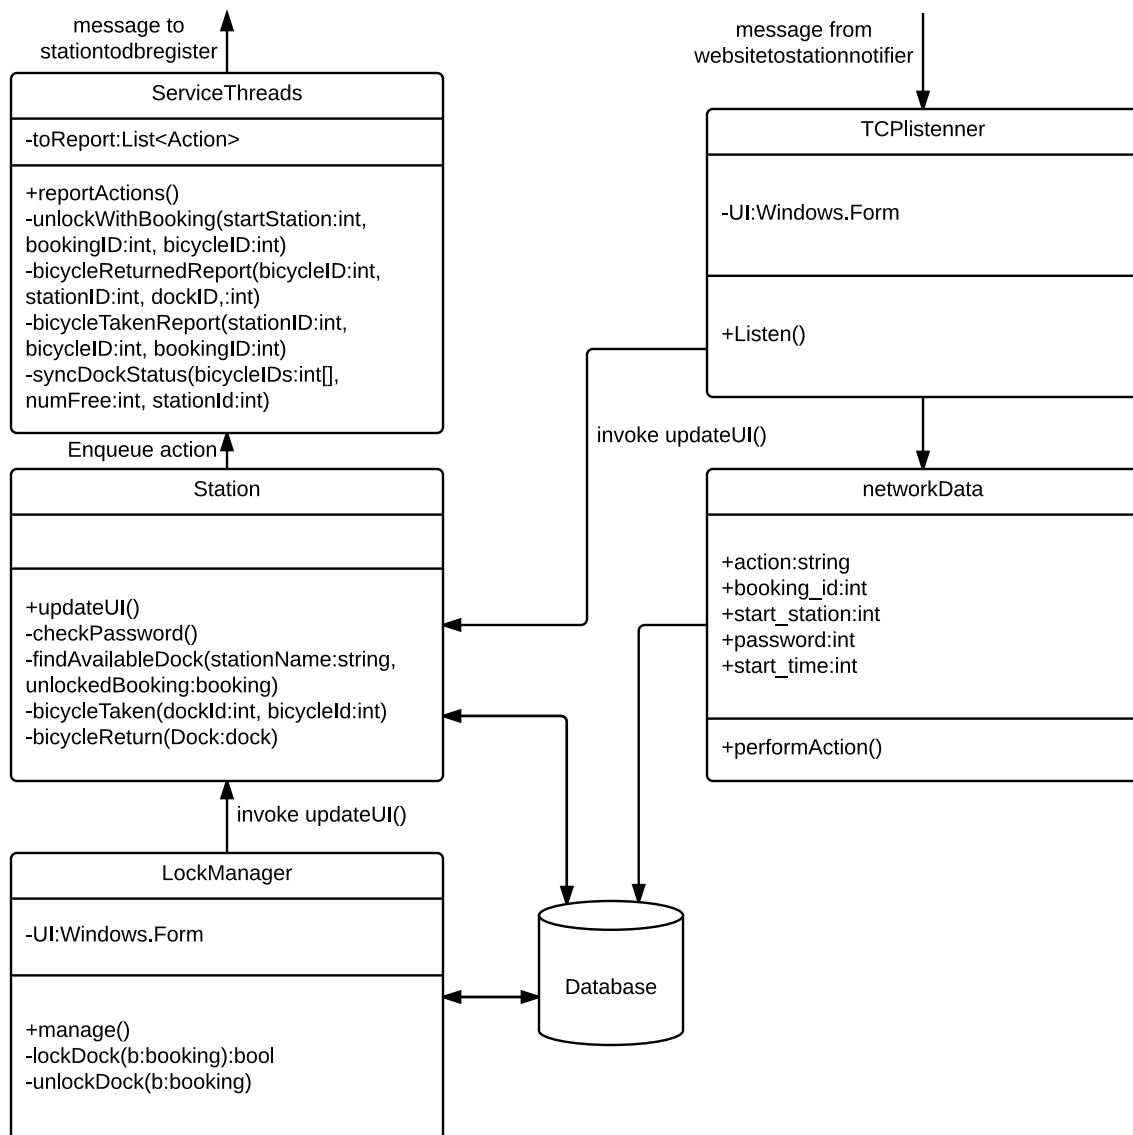 message to
stationtodbregister
ServiceThreads
-toReport:List<Action>
+reportActions()
-unlockWithBooking(startStation:int,
bookingID:int, bicycleID:int)
-bicycleReturnedReport(bicycleID:int,
stationID:int, dockID,:int)
-bicycleTakenReport(stationID:int,
bicycleID:int, bookingID:int)
-syncDockStatus(bicycleIDs:int[],
numFree:int, stationId:int)
Enqueue action
Station
+updateUI()
-checkPassword()
-findAvailableDock(stationName:string,
unlockedBooking:booking)
-bicycleTaken(dockId:int, bicycleId:int)
-bicycleReturn(Dock:dock)
invoke updateUI()
LockManager
-UI:Windows.Form
+manage()
-lockDock(b:booking):bool
-unlockDock(b:booking)
message from
websitetostationnotifier
TCPlistenner
-UI:Windows.Form
+Listen()
invoke updateUI()
networkData
+action:string
+booking_id:int
+start_station:int
+password:int
+start_time:int
+performAction()
Database